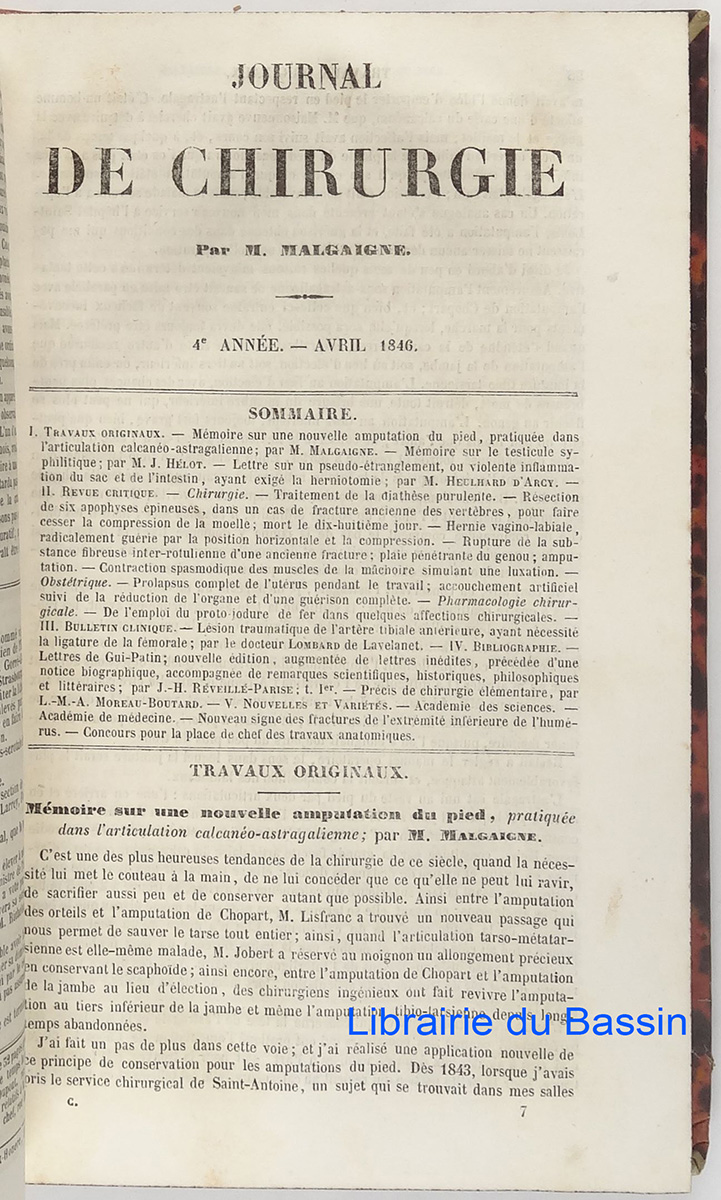 JOURNAL
DE CHIRURGIE
Par M. MALGAIGNE.
4e ANNÉE. — AVRIL 1846.
SOMMAIRE.
I. TRAVAUX ORIGINAUX. — Mémoire sur une nouvelle amputation du pied, pratiquée dans
l'articulation calcanéo-astragalienne; par M. MALGAIGNE. — Mémoire sur le testicule sy-
philitique; par M. J. HÉLOT. — Lettre sur un pseudo-étranglement, ou violente inflamma-
tion du sac et de l'intestin, ayant exigé la herniotomie; par M. HEULHARD D'ARCY. —
II. REVUE CRITIQUE. — Chirurgie. — Traitement de la diathèse purulente. — Résection
de six apophyses épineuses, dans un cas de fracture ancienne des vertèbres, pour faire
cesser la compression de la moelle; mort le dix-huitième jour. — Hernie vagino-labiale,
radicalement guérie par la position horizontale et la compression. — Rupture de la sub-
stance fibreuse inter-rotulienne d'une ancienne fracture; plaie pénétrante du genou; ampu-
tation. — Contraction spasmodique des muscles de la mâchoire simulant une luxation. —
Obstétrique. — Prolapsus complet de l'utérus pendant le travail; accouchement artificiel
suivi de la réduction de l'organe et d'une guérison complète. — Pharmacologie chirur-
gicale. — De l'emploi du proto-iodure de fer dans quelques affections chirurgicales. —
III. BULLETIN CLINIQUE. — Lésion traumatique de l'artère tibiale antérieure, ayant nécessité
la ligature de la fémorale; par le docteur LOMBARD de Lavelanet. — IV. BIBLIOGRAPHIE. —
Lettres de Gui-Patin; nouvelle édition, augmentée de lettres inédites, précédée d'une
notice biographique, accompagnée de remarques scientifiques, historiques, philosophiques
et littéraires; par J.-H. RÉVEILLÉ-PARISE; t. 1er. — Précis de chirurgie élémentaire, par
L.-M.-A. MOREAU-BOUTARD. — V. NOUVELLES ET VARIÉTÉS. — Académie des sciences. —
Académie de médecine. — Nouveau signe des fractures de l'extrémité inférieure de l'humé-
rus. — Concours pour la place de chef des travaux anatomiques.
TRAVAUX ORIGINAUX.
Mémoire sur une nouvelle amputation du pied, pratiquée
dans l'articulation calcanéo-astragalienne; par M. MALGAIGNE.
C'est une des plus heureuses tendances de la chirurgie de ce siècle, quand la néces-
sité lui met le couteau à la main, de ne lui concéder que ce qu'elle ne peut lui ravir,
de sacrifier aussi peu et de conserver autant que possible. Ainsi entre l'amputation
des orteils et l'amputation de Chopart, M. Lisfranc a trouvé un nouveau passage qui
nous permet de sauver le tarse tout entier; ainsi, quand l'articulation tarso-métatar-
sienne est elle-même malade, M. Jobert a réservé au moignon un allongement précieux
en conservant le scaphoïde; ainsi encore, entre l'amputation de Chopart et l'amputation
de la jambe au lieu d'élection, des chirurgiens ingénieux ont fait revivre l'amputa-
tion au tiers inférieur de la jambe et même l'amputation tibio-tarsienne depuis long-
temps abandonnées.
Librairie du Bassin
J'ai fait un pas de plus dans cette voie; et j'ai réalisé une application nouvelle de
ce principe de conservation pour les amputations du pied. Dès 1843, lorsque j'avais
pris le service chirurgical de Saint-Antoine, un sujet qui se trouvait dans mes salles
C.
7